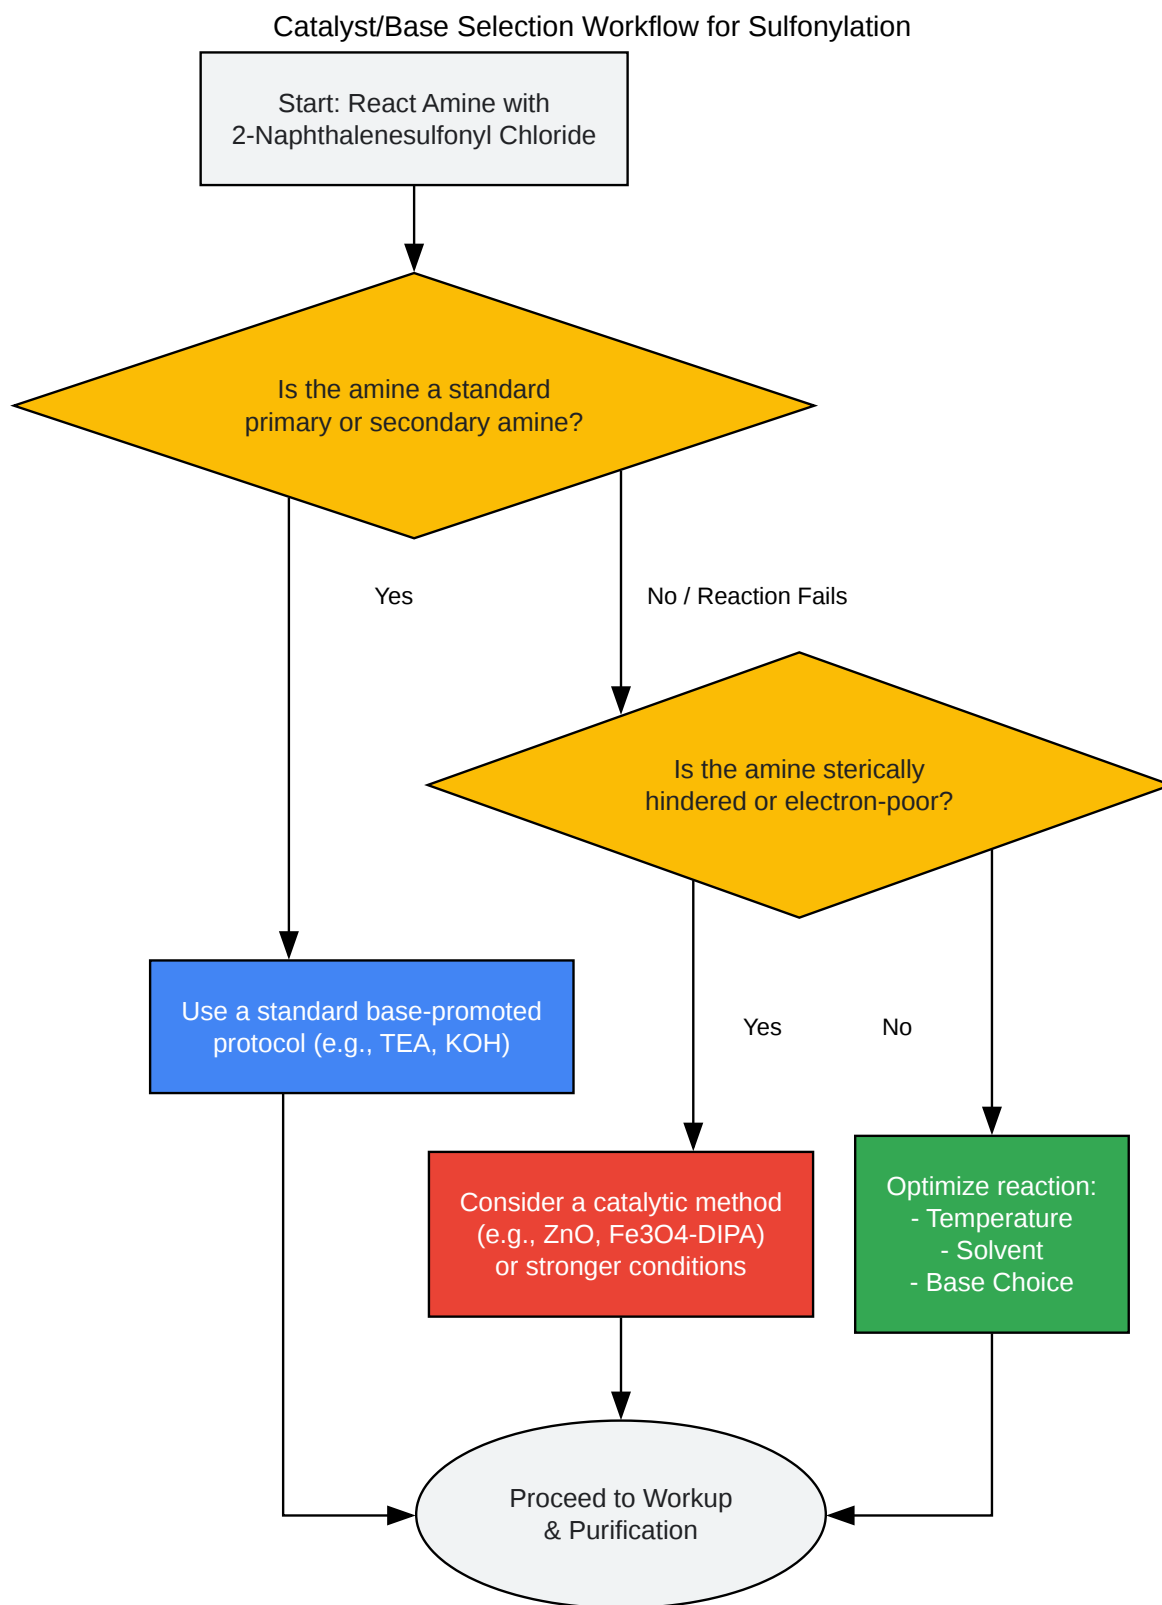 Catalyst/Base Selection Workflow for Sulfonylation
Start: React Amine with
2-Naphthalenesulfonyl Chloride
Is the amine a standard
primary or secondary amine?
Yes
No / Reaction Fails
Is the amine sterically
hindered or electron-poor?
Use a standard base-promoted
protocol (e.g., TEA, KOH)
Yes
No
Consider a catalytic method
(e.g., ZnO, Fe3O4-DIPA)
or stronger conditions
Optimize reaction:
- Temperature
- Solvent
- Base Choice
Proceed to Workup
& Purification